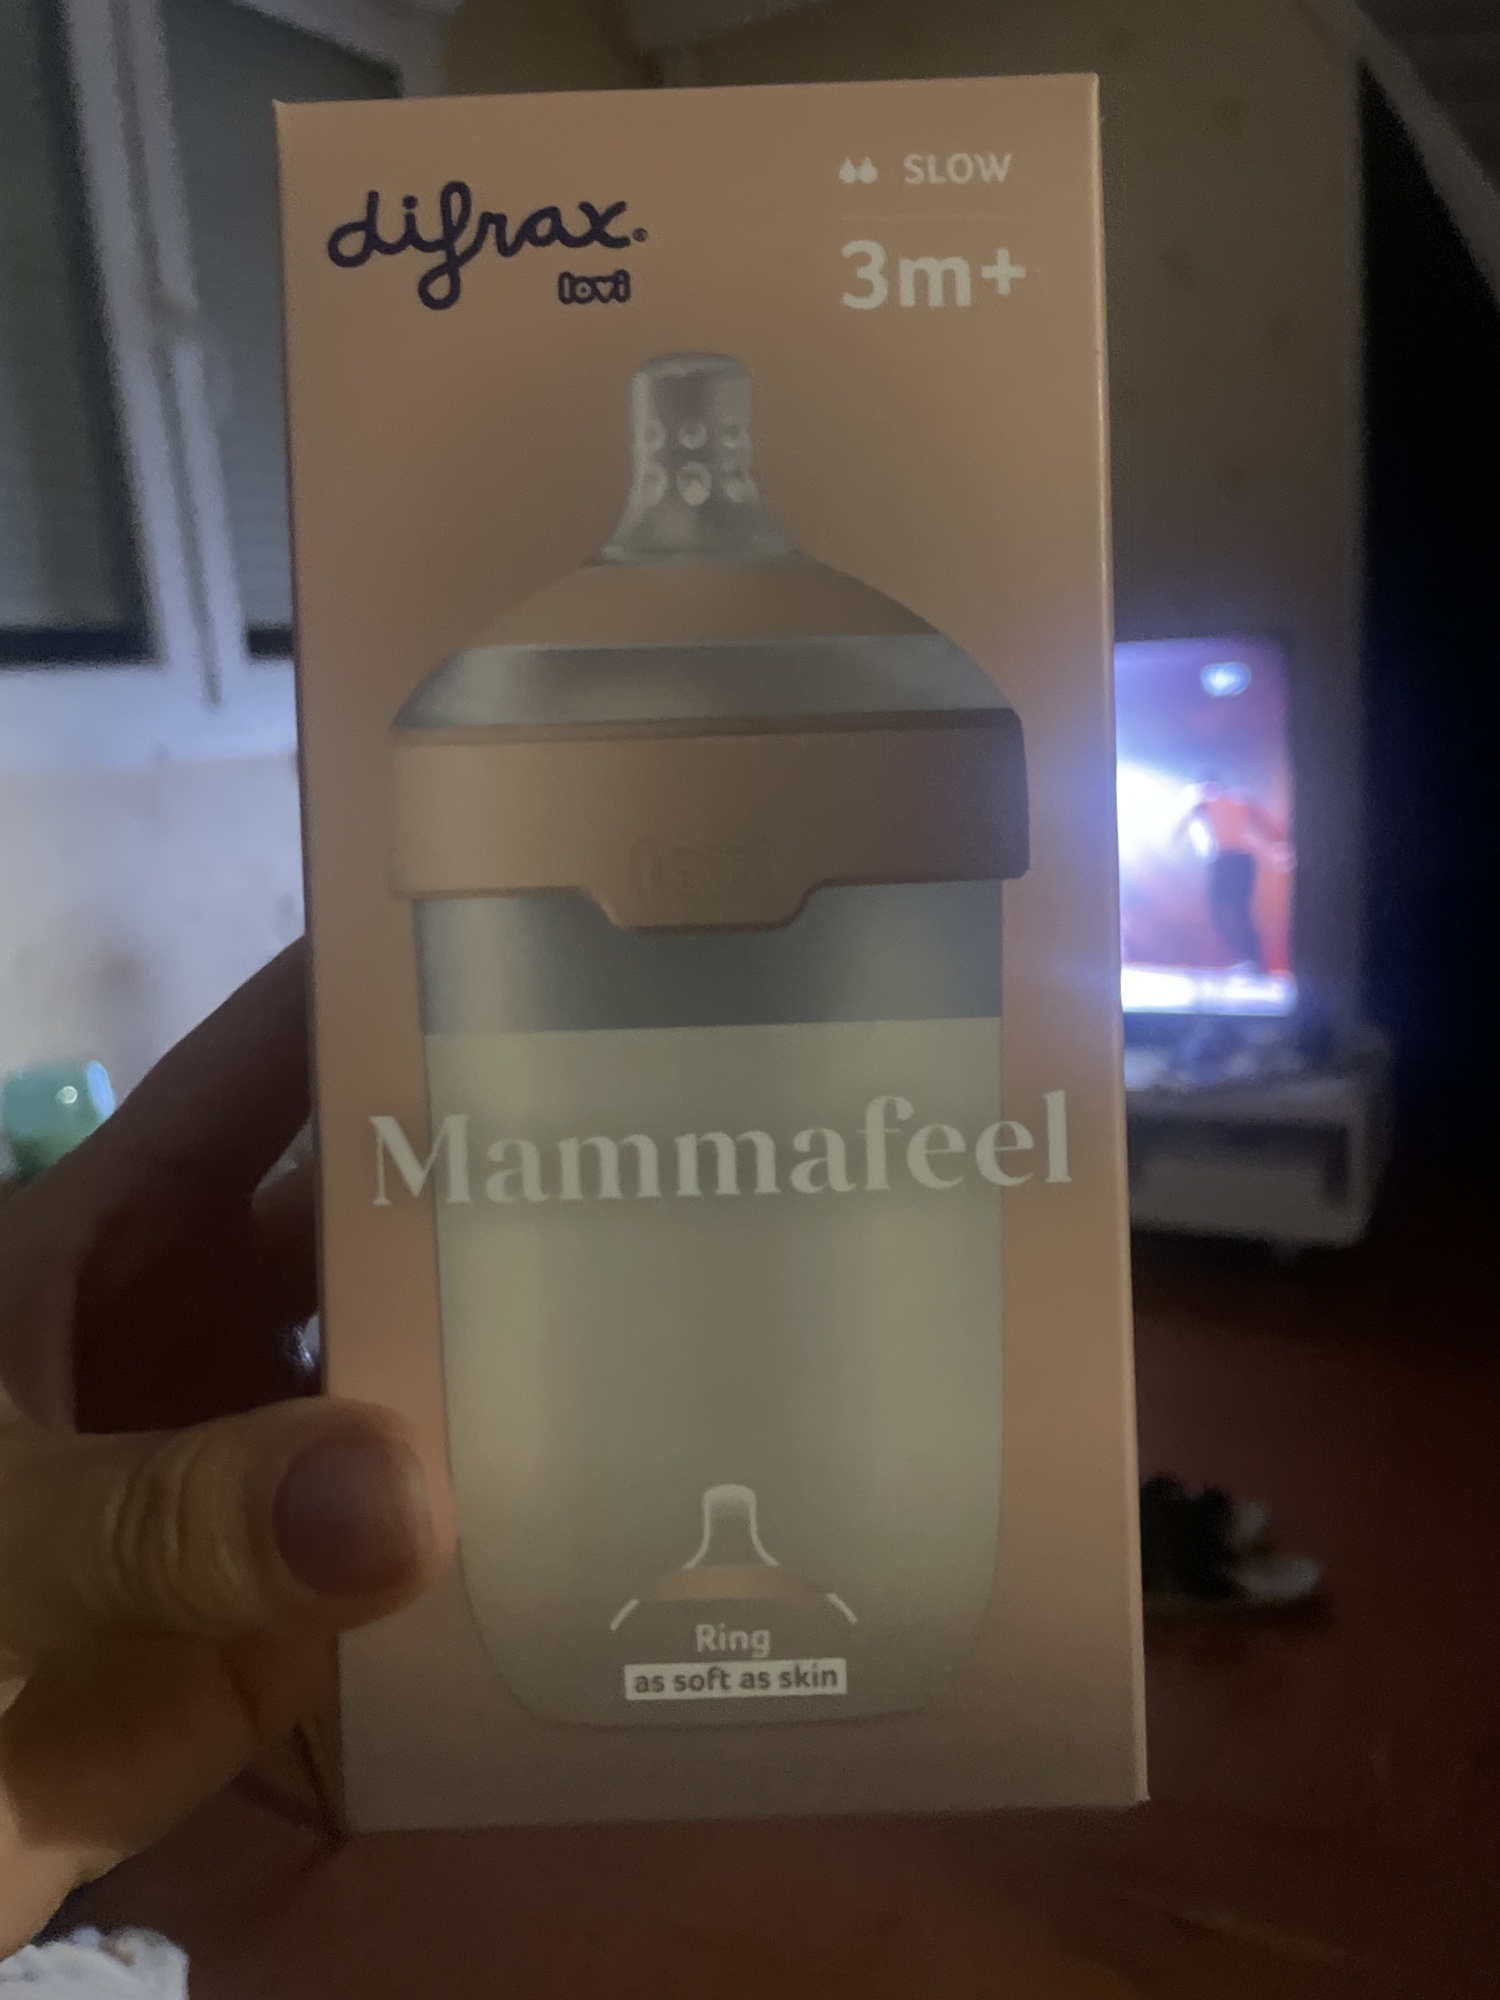 difrax®
lovi
SLOW
3m+
Mammafeel
Ring
as soft as skin